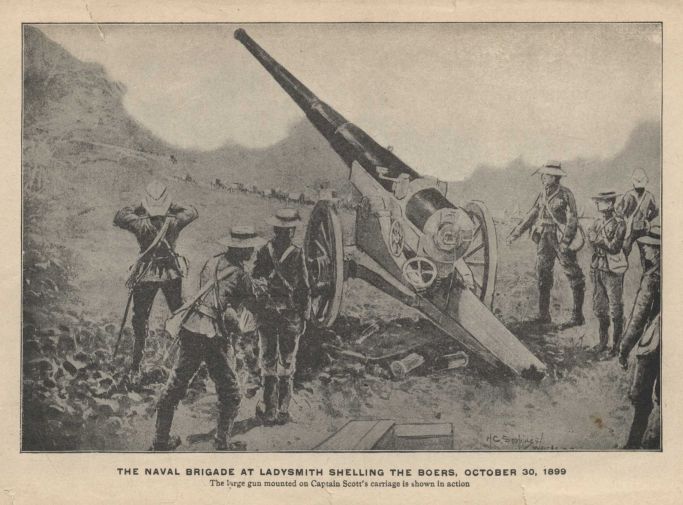 THE NAVAL BRIGADE AT LADYSMITH SHELLING THE BOERS, OCTOBER 30, 1899
The large gun mounted on Captain Scott's carriage is shown in action